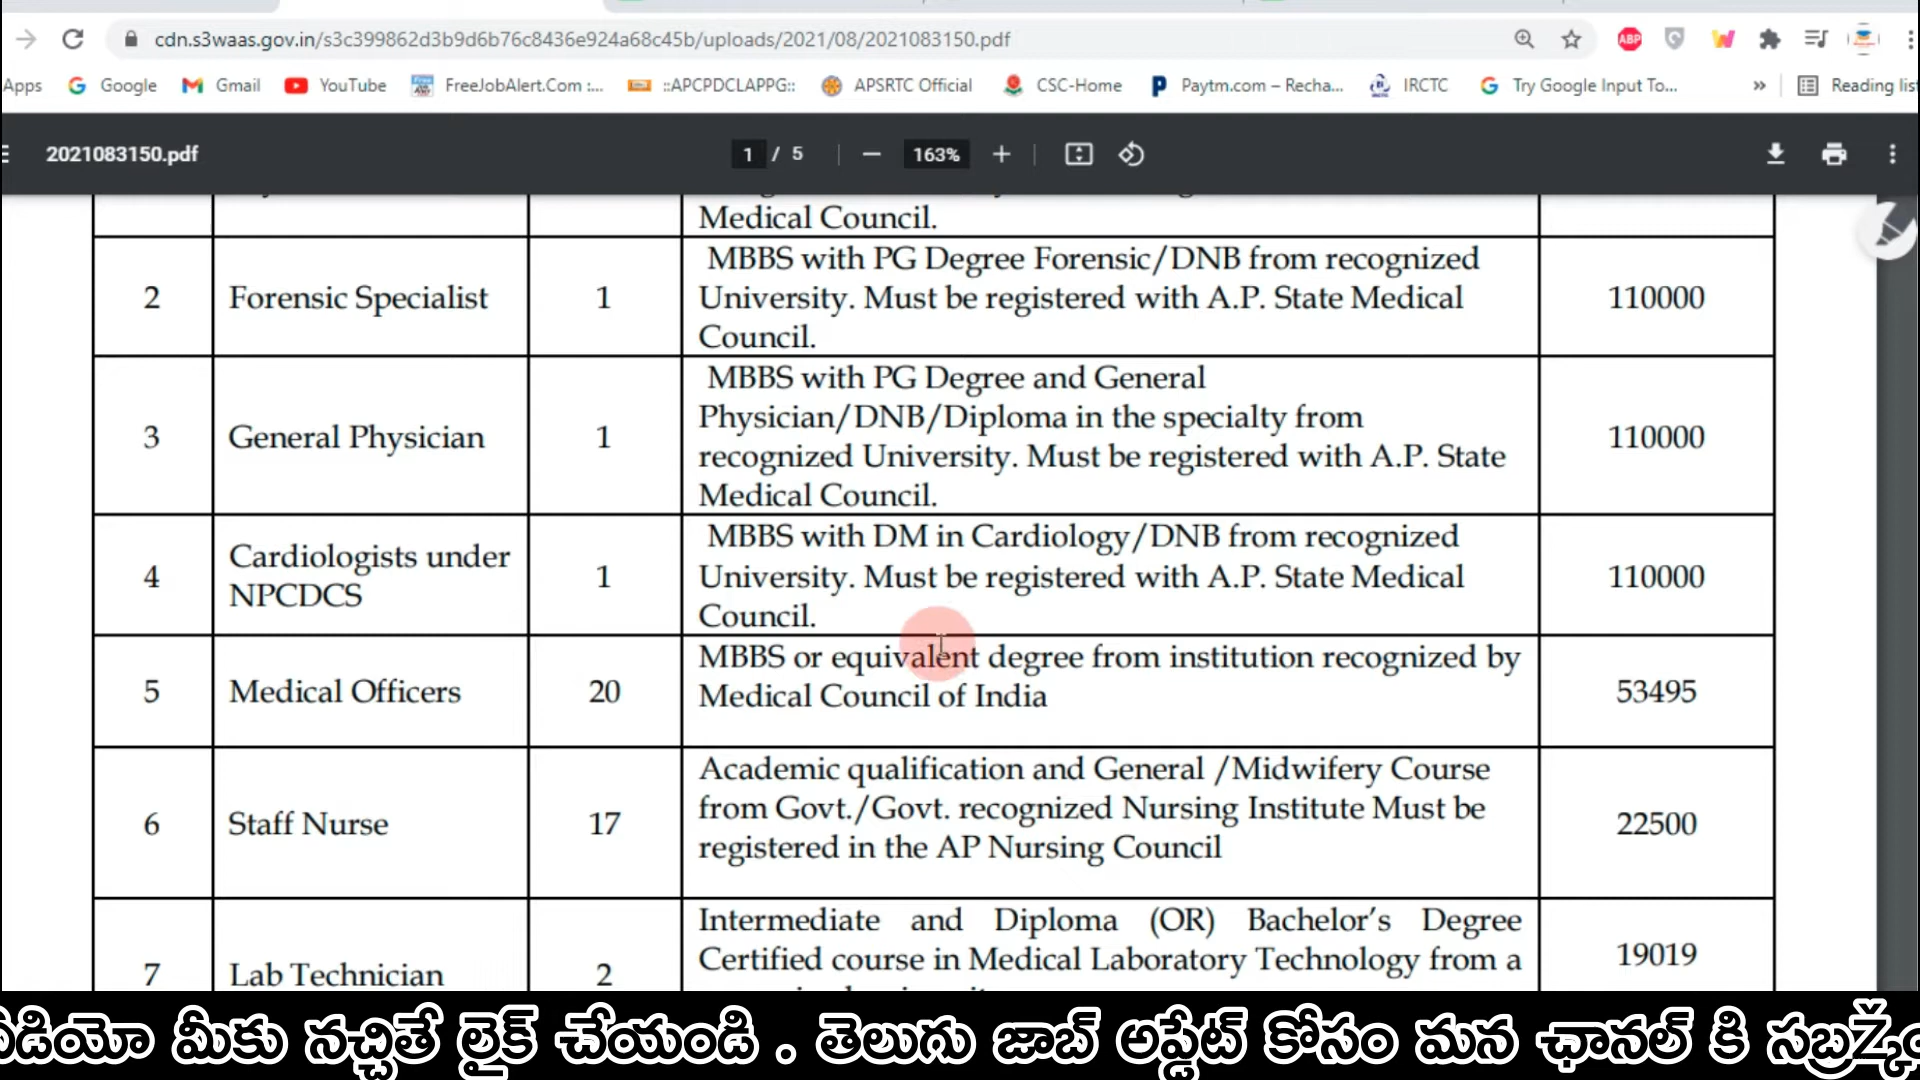 cdn.s3waas.gov.in/s3c399862d3b9d6b76c8436e924a68c45b/uploads/2021/08/2021083150.pdf
ABP
Apps Google Gmail YouTube FreeJobAlert.Com :... ::APCPDCLAPPG:: APSRTC Official CSC-Home Paytm.com – Recha... IRCTC Try Google Input To... » Reading list
2021083150.pdf 1 / 5 163%
Medical Council.
2 Forensic Specialist 1 MBBS with PG Degree Forensic/DNB from recognized
University. Must be registered with A.P. State Medical
Council. 110000
3 General Physician 1 MBBS with PG Degree and General
Physician/DNB/Diploma in the specialty from
recognized University. Must be registered with A.P. State
Medical Council. 110000
4 Cardiologists under
NPCDCS 1 MBBS with DM in Cardiology/DNB from recognized
University. Must be registered with A.P. State Medical
Council. 110000
5 Medical Officers 20 MBBS or equivalent degree from institution recognized by
Medical Council of India 53495
6 Staff Nurse 17 Academic qualification and General /Midwifery Course
from Govt./Govt. recognized Nursing Institute Must be
registered in the AP Nursing Council 22500
7 Lab Technician 2 Intermediate and Diploma (OR) Bachelor's Degree
Certified course in Medical Laboratory Technology from a 19019
మీకు నచ్చితే లైక్ చేయండి . తెలుగు జాబ్ అప్డేట్ కోసం మన ఛానల్ కి